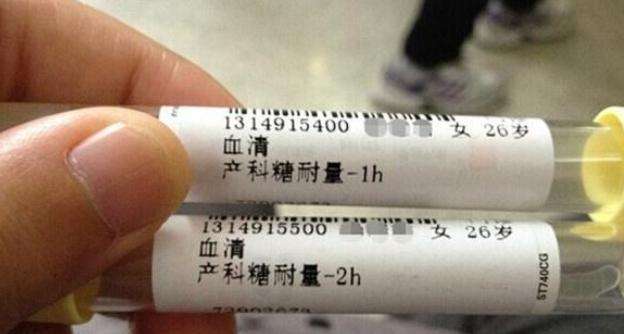 1314915400 女 26岁
血清
产科糖耐量-1h
1314915500 女 26岁
血清
产科糖耐量-2h
ST740CG